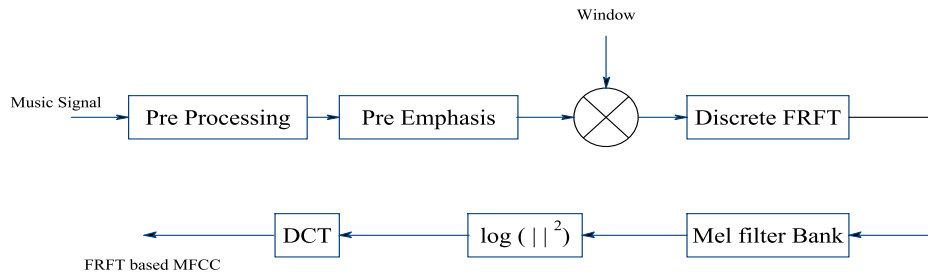 Window
Music Signal
Pre Processing
Pre Emphasis
Discrete FRFT
Mel filter Bank
log ( | | ²)
DCT
FRFT based MFCC